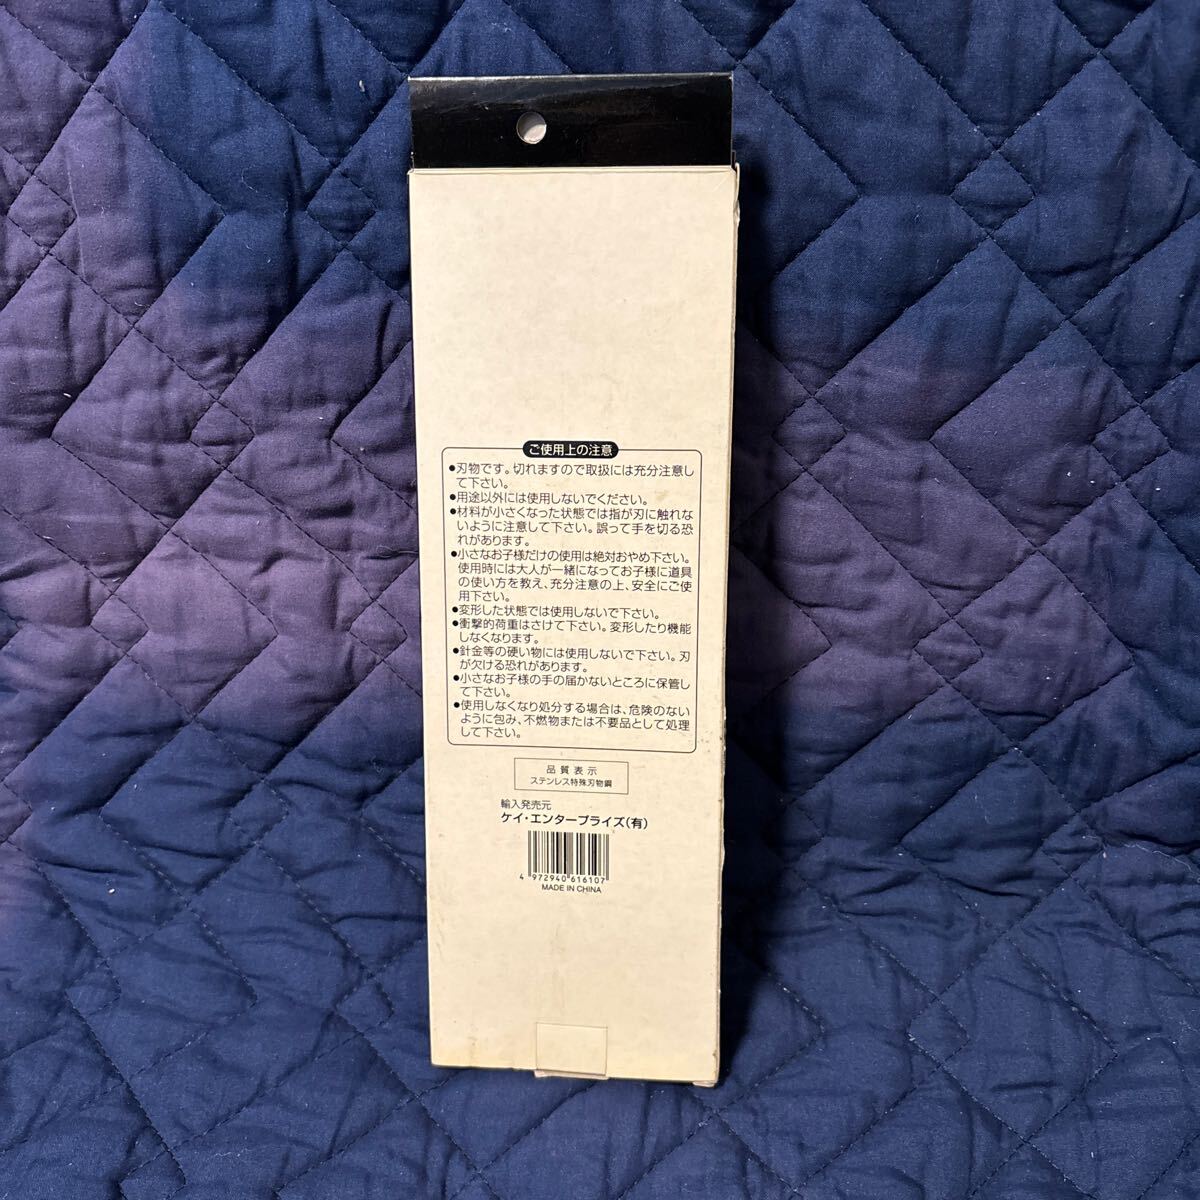 ご使用上の注意
●刃物です。切れますので取扱には充分注意し
て下さい。
●用途以外には使用しないでください。
●材料が小さくなった状態では指が刃に触れない
ように注意して下さい。誤って手を切る恐
れがあります。
●小さなお子様だけの使用は絶対おやめ下さい。
使用時には大人が一緒になってお子様に道具
の使い方を教え、充分注意の上、安全にご使
用下さい。
●変形した状態では使用しないで下さい。
●衝撃的荷重はさけて下さい。変形したり機能
しなくなります。
●針金等の硬い物には使用しないで下さい。刃
が欠ける恐れがあります。
●小さなお子様の手の届かないところに保管し
て下さい。
●使用しなくなり処分する場合は、危険のない
ように包み、不燃物または不要品として処理
して下さい。
品質表示
ステンレス特殊刃物鋼
輸入発売元
ケイ・エンタープライズ(有)
4 972940 616107
MADE IN CHINA